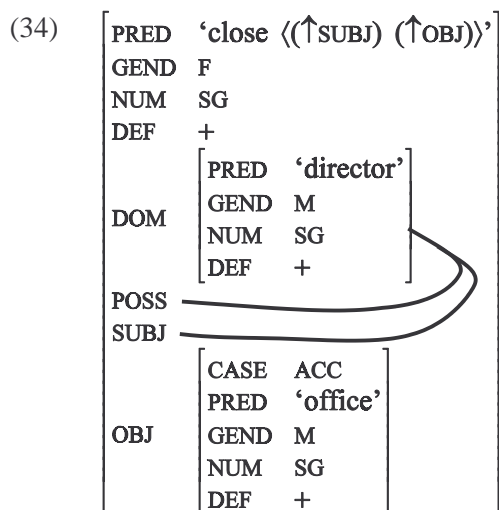 (34) PRED ‘close ⟨(↑SUBJ) (↑OBJ)⟩’
GEND F
NUM SG
DEF +
PRED ‘director’
GEND M
DOM
NUM SG
DEF +
POSS
SUBJ
CASE ACC
PRED ‘office’
OBJ GEND M
NUM SG
DEF +